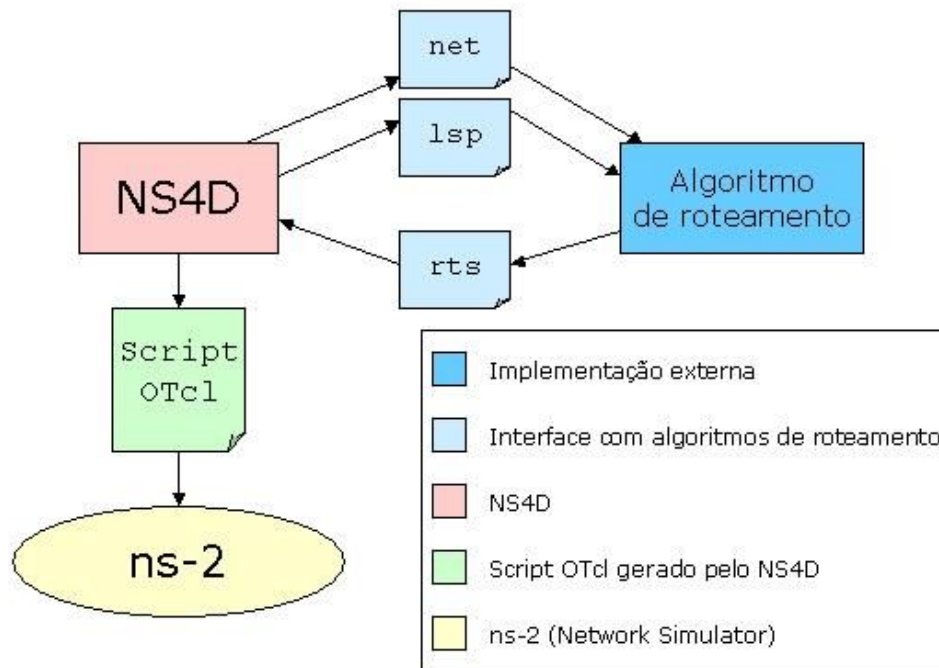 net
lsp
NS4D
Algoritmo
de roteamento
rts
Script
OTcl
ns-2
Implementação externa
Interface com algoritmos de roteamento
NS4D
Script OTcl gerado pelo NS4D
ns-2 (Network Simulator)